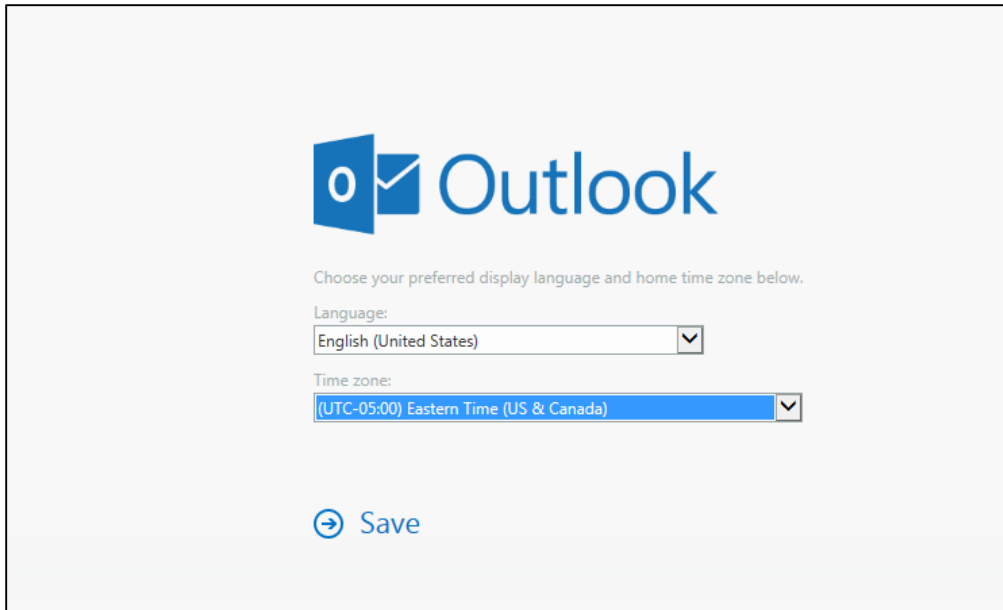 O Outlook
Choose your preferred display language and home time zone below.
Language:
English (United States)
Time zone:
(UTC-05:00) Eastern Time (US & Canada)
Save